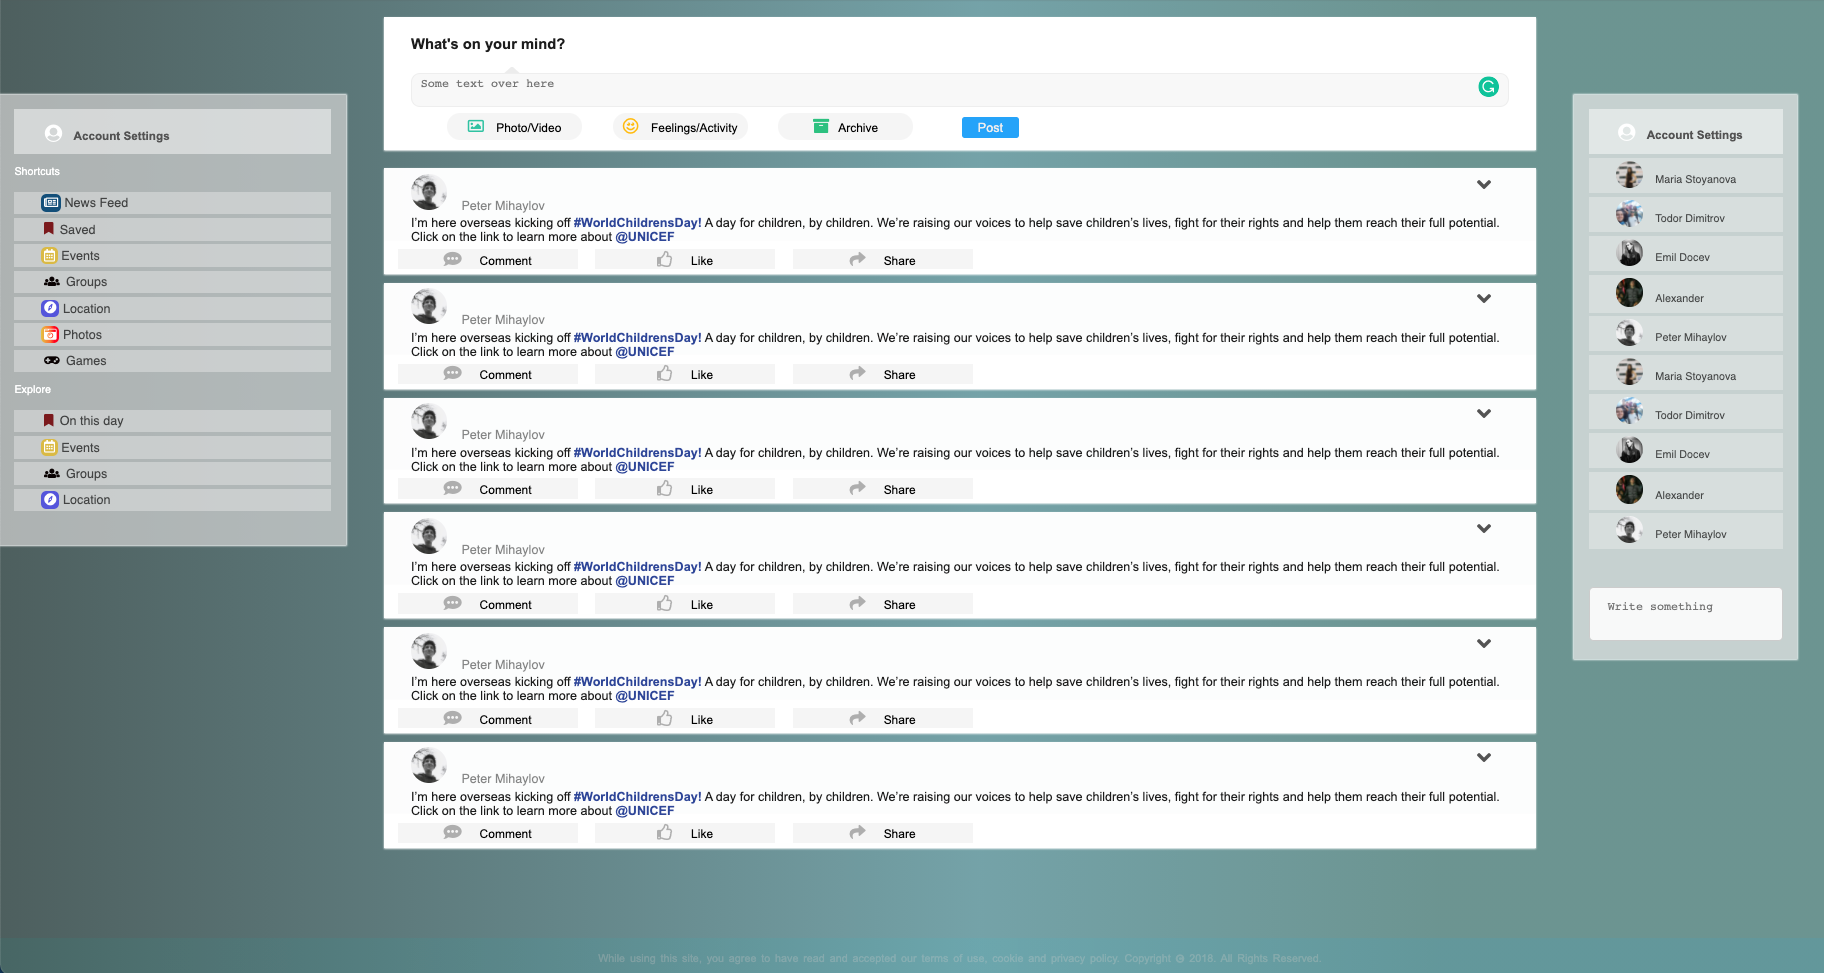 What's on your mind?
Some text over here
Photo/Video
Feelings/Activity
Archive
Post
Account Settings
Shortcuts
News Feed
Saved
Events
Groups
Location
Photos
Games
Explore
On this day
Events
Groups
Location
Peter Mihaylov
I'm here overseas kicking off #WorldChildrensDay! A day for children, by children. We're raising our voices to help save children's lives, fight for their rights and help them reach their full potential.
Click on the link to learn more about @UNICEF
Comment
Like
Share
Peter Mihaylov
I'm here overseas kicking off #WorldChildrensDay! A day for children, by children. We're raising our voices to help save children's lives, fight for their rights and help them reach their full potential.
Click on the link to learn more about @UNICEF
Comment
Like
Share
Peter Mihaylov
I'm here overseas kicking off #WorldChildrensDay! A day for children, by children. We're raising our voices to help save children's lives, fight for their rights and help them reach their full potential.
Click on the link to learn more about @UNICEF
Comment
Like
Share
Peter Mihaylov
I'm here overseas kicking off #WorldChildrensDay! A day for children, by children. We're raising our voices to help save children's lives, fight for their rights and help them reach their full potential.
Click on the link to learn more about @UNICEF
Comment
Like
Share
Peter Mihaylov
I'm here overseas kicking off #WorldChildrensDay! A day for children, by children. We're raising our voices to help save children's lives, fight for their rights and help them reach their full potential.
Click on the link to learn more about @UNICEF
Comment
Like
Share
Peter Mihaylov
I'm here overseas kicking off #WorldChildrensDay! A day for children, by children. We're raising our voices to help save children's lives, fight for their rights and help them reach their full potential.
Click on the link to learn more about @UNICEF
Comment
Like
Share
Account Settings
Maria Stoyanova
Todor Dimitrov
Emil Docev
Alexander
Peter Mihaylov
Maria Stoyanova
Todor Dimitrov
Emil Docev
Alexander
Peter Mihaylov
Write something
While using this site, you agree to have read and accepted our terms of use, cookie and privacy policy. Copyright © 2018. All Rights Reserved.